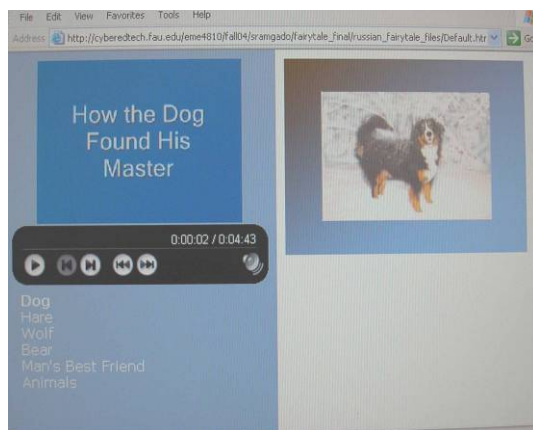 File Edit View Favorites Tools Help
Address http://cyberedtech.fau.edu/eme4810/fall04/sramgado/fairytale_final/russian_fairytale_files/Default.htm
How the Dog
Found His
Master
0:00:02 / 0:04:43
Dog
Hare
Wolf
Bear
Man's Best Friend
Animals